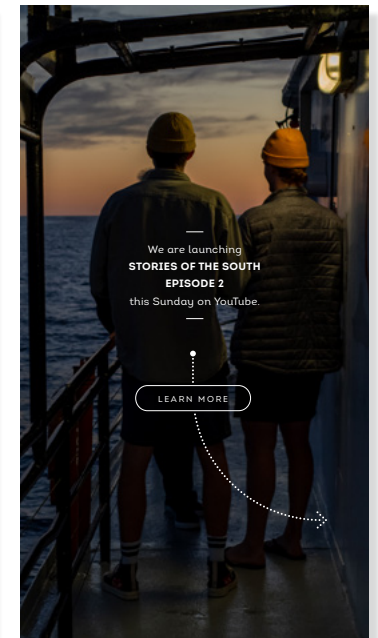 We are launching
STORIES OF THE SOUTH
EPISODE 2
this Sunday on YouTube.
LEARN MORE